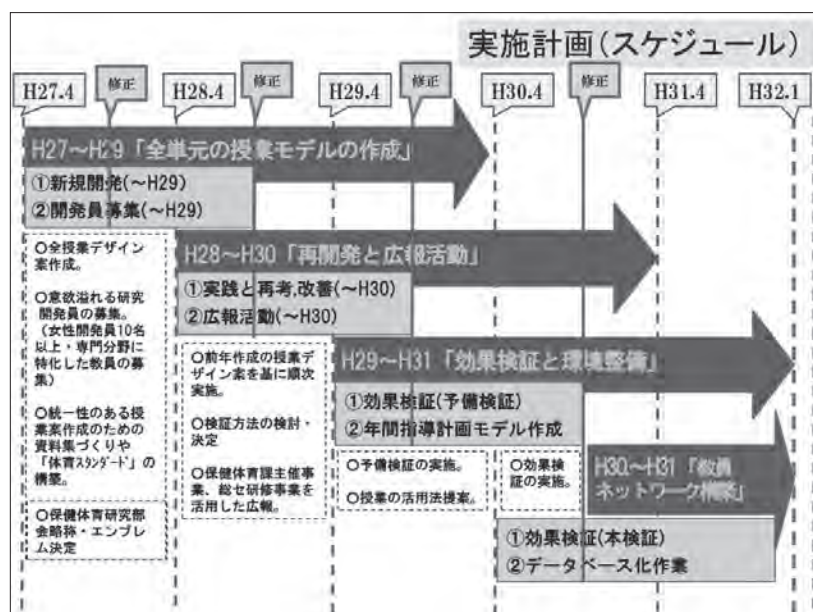 実施計画(スケジュール)
H27.4
修正
H28.4
修正
H29.4
修正
H30.4
修正
H31.4
H32.1
H27～H29「全単元の授業モデルの作成」
①新規開発(～H29)
②開発員募集(～H29)
○全授業デザイン
案作成。
○意欲溢れる研究
開発員の募集。
(女性開発員10名
以上・専門分野に
特化した教員の募
集)
○統一性のある授
業案作成のための
資料集づくりや
「体育ｽﾀﾝﾀﾞｰﾄﾞ」の
構築。
○保健体育研究部
会略称・エンブレ
ム決定
H28～H30「再開発と広報活動」
①実践と再考,改善(～H30)
②広報活動(～H30)
○前年作成の授業デ
ザイン案を基に順次
実施。
○検証方法の検討・
決定
○保健体育課主催事
業、総セ研修事業を
活用した広報。
H29～H31「効果検証と環境整備」
①効果検証(予備検証)
②年間指導計画モデル作成
○予備検証の実施。
○授業の活用法提案。
○効果検
証の実施。
H30～H31「教員
ネットワーク構築」
①効果検証(本検証)
②データベース化作業